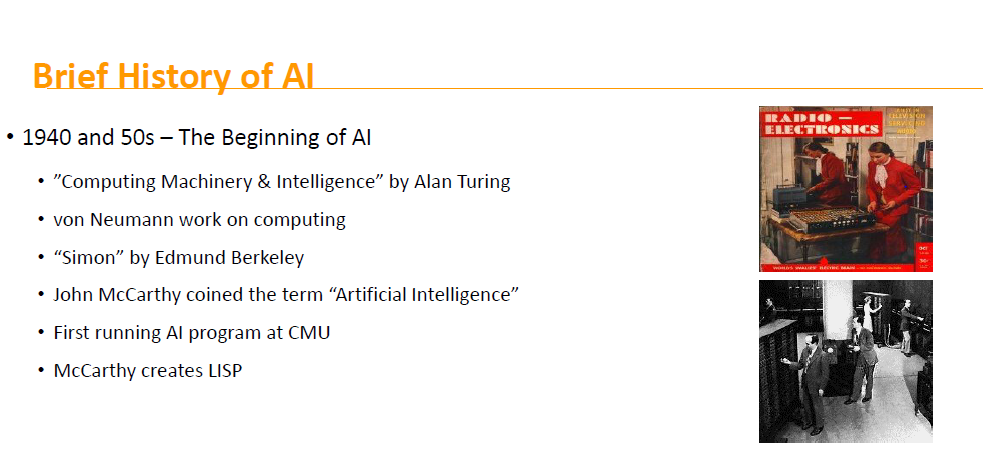 Brief History of AI
• 1940 and 50s – The Beginning of AI
• ”Computing Machinery & Intelligence” by Alan Turing
• von Neumann work on computing
• “Simon” by Edmund Berkeley
• John McCarthy coined the term “Artificial Intelligence”
• First running AI program at CMU
• McCarthy creates LISP
RADIO —
ELECTRONICS
TELEVISION